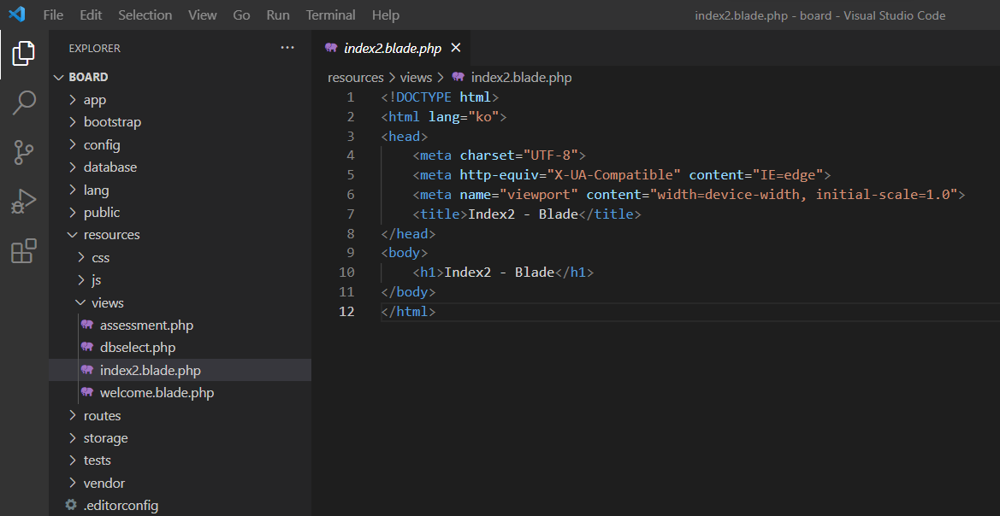 File Edit Selection View Go Run Terminal Help index2.blade.php - board - Visual Studio Code
EXPLORER ···
BOARD
app
bootstrap
config
database
lang
public
resources
css
js
views
assessment.php
dbselect.php
index2.blade.php
welcome.blade.php
routes
storage
tests
vendor
.editorconfig
index2.blade.php
resources > views > index2.blade.php
1 <!DOCTYPE html>
2 <html lang="ko">
3 <head>
4 <meta charset="UTF-8">
5 <meta http-equiv="X-UA-Compatible" content="IE=edge">
6 <meta name="viewport" content="width=device-width, initial-scale=1.0">
7 <title>Index2 - Blade</title>
8 </head>
9 <body>
10 <h1>Index2 - Blade</h1>
11 </body>
12 </html>